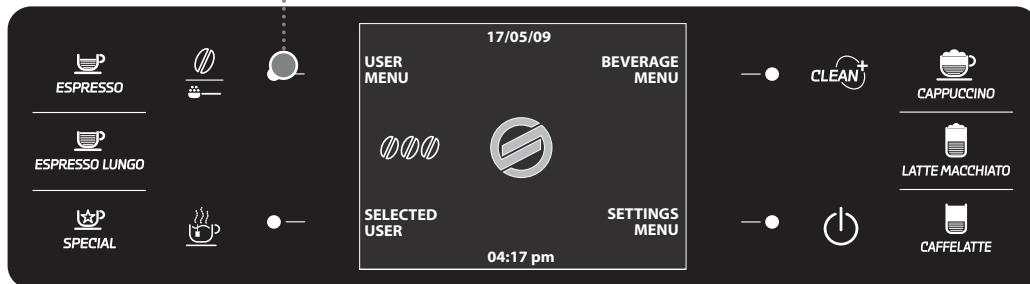 17/05/09
USER
MENU
BEVERAGE
MENU
ESPRESSO
CLEAN+
CAPPUCCINO
ESPRESSO LUNGO
LATTE MACCHIATO
SELECTED
USER
SETTINGS
MENU
SPECIAL
CAFFELATTE
04:17 pm